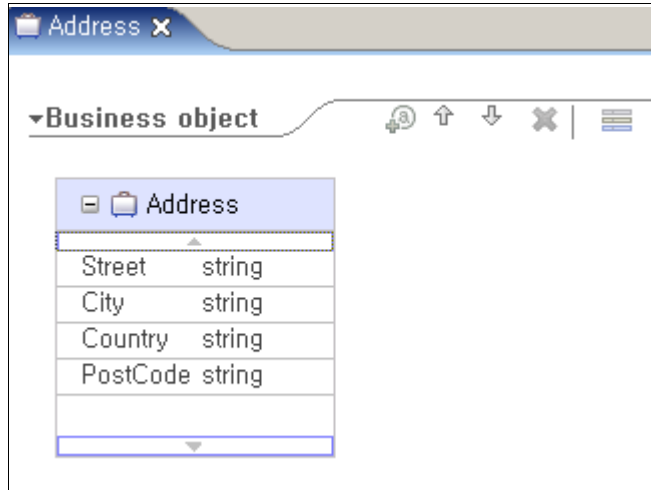 Address
Business object
Address
Street string
City string
Country string
PostCode string